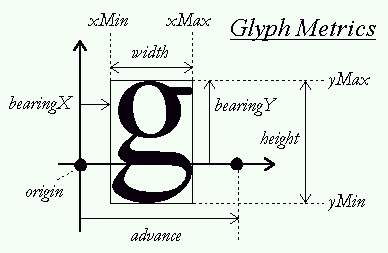 xMin xMax
Glyph Metrics
width
yMax
bearingX
bearingY
g
height
origin
yMin
advance